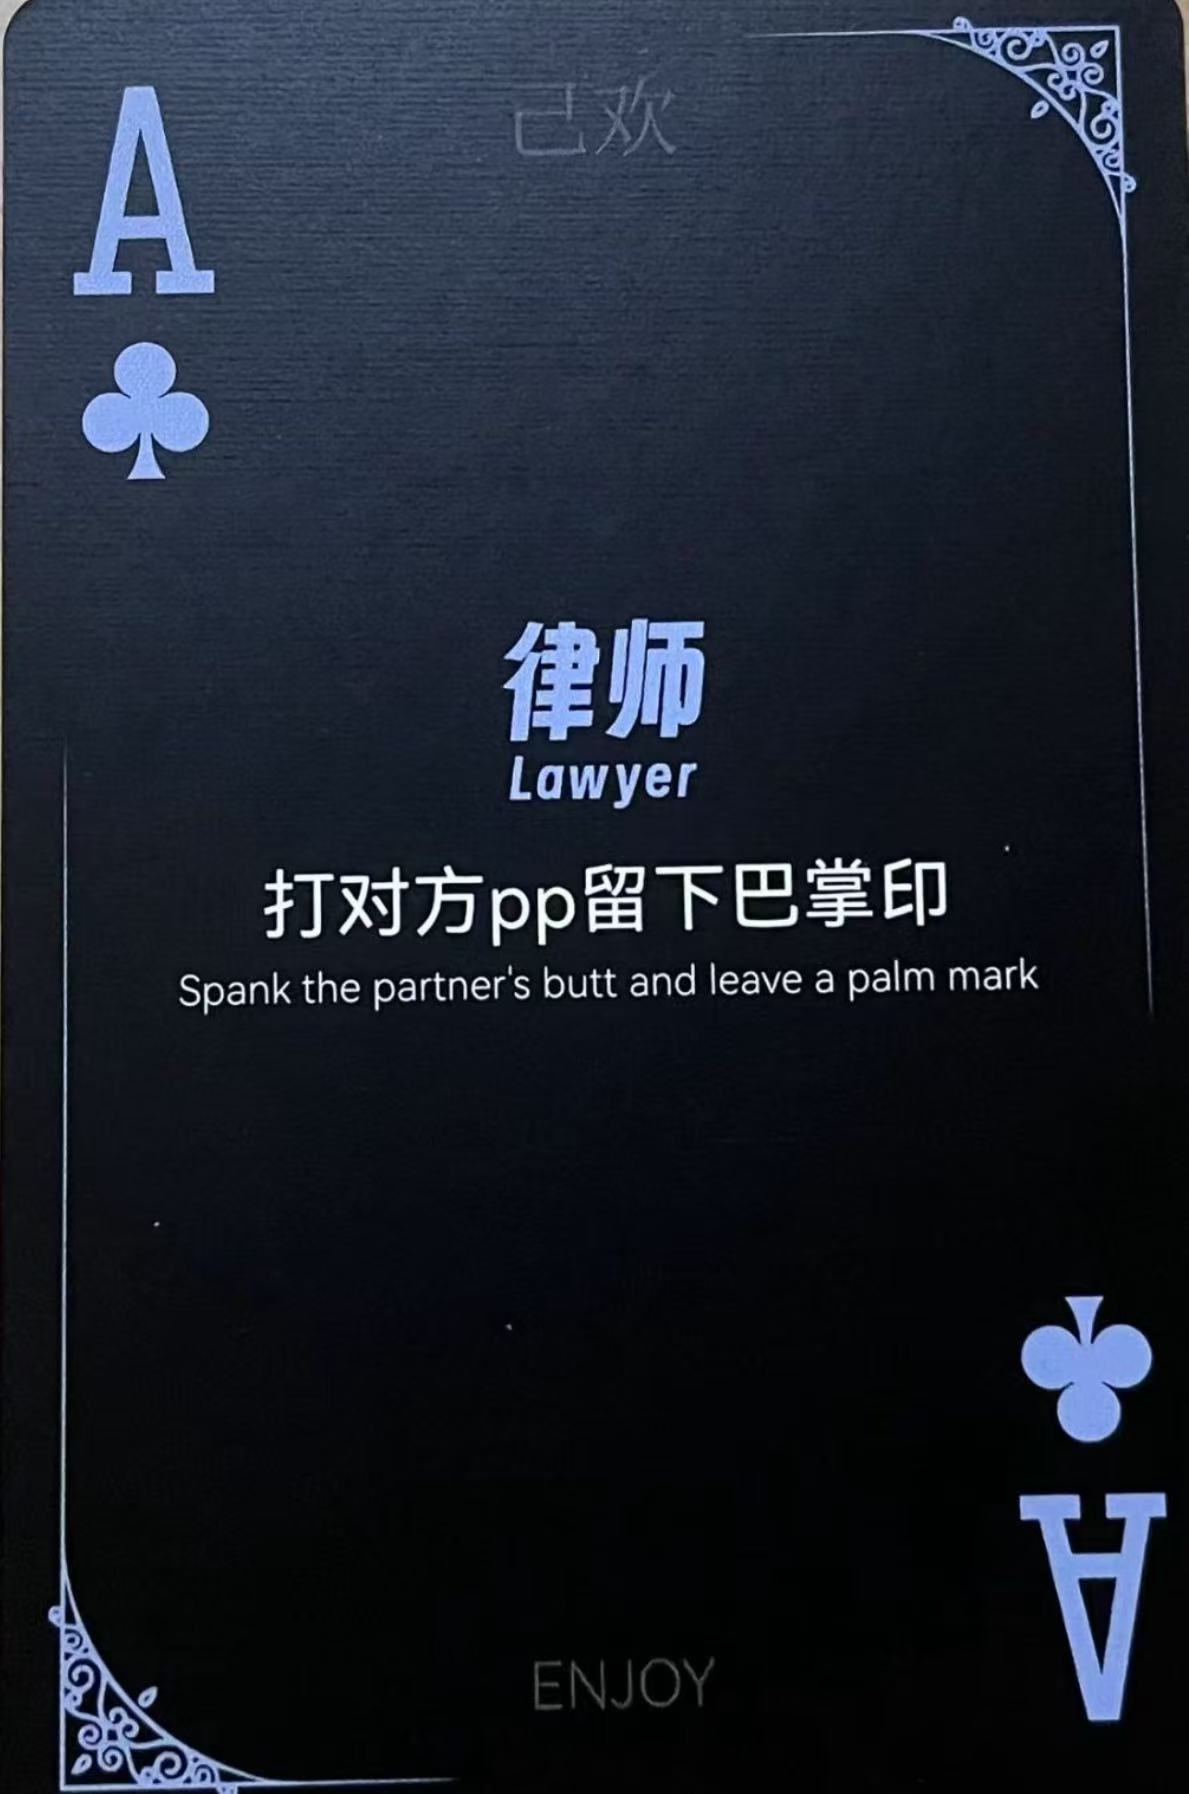 A
己欢
律师
Lawyer
打对方pp留下巴掌印
Spank the partner's butt and leave a palm mark
ENJOY
A